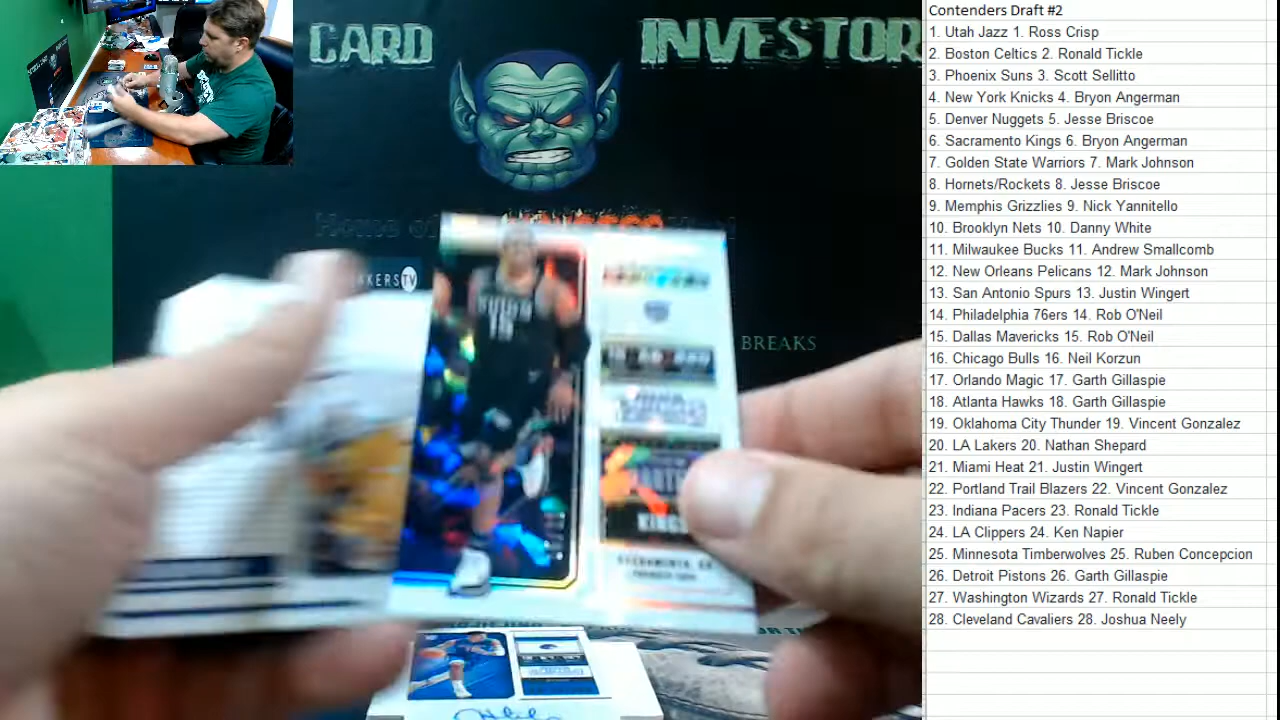 Contenders Draft #2
1. Utah Jazz 1. Ross Crisp
2. Boston Celtics 2. Ronald Tickle
3. Phoenix Suns 3. Scott Sellitto
4. New York Knicks 4. Bryon Angerman
5. Denver Nuggets 5. Jesse Briscoe
6. Sacramento Kings 6. Bryon Angerman
7. Golden State Warriors 7. Mark Johnson
8. Hornets/Rockets 8. Jesse Briscoe
9. Memphis Grizzlies 9. Nick Yannitello
10. Brooklyn Nets 10. Danny White
11. Milwaukee Bucks 11. Andrew Smallcomb
12. New Orleans Pelicans 12. Mark Johnson
13. San Antonio Spurs 13. Justin Wingert
14. Philadelphia 76ers 14. Rob O'Neil
15. Dallas Mavericks 15. Rob O'Neil
16. Chicago Bulls 16. Neil Korzun
17. Orlando Magic 17. Garth Gillaspie
18. Atlanta Hawks 18. Garth Gillaspie
19. Oklahoma City Thunder 19. Vincent Gonzalez
20. LA Lakers 20. Nathan Shepard
21. Miami Heat 21. Justin Wingert
22. Portland Trail Blazers 22. Vincent Gonzalez
23. Indiana Pacers 23. Ronald Tickle
24. LA Clippers 24. Ken Napier
25. Minnesota Timberwolves 25. Ruben Concepcion
26. Detroit Pistons 26. Garth Gillaspie
27. Washington Wizards 27. Ronald Tickle
28. Cleveland Cavaliers 28. Joshua Neely
CARD INVESTOR
House of
KERSTV
BREAKS
KINGS